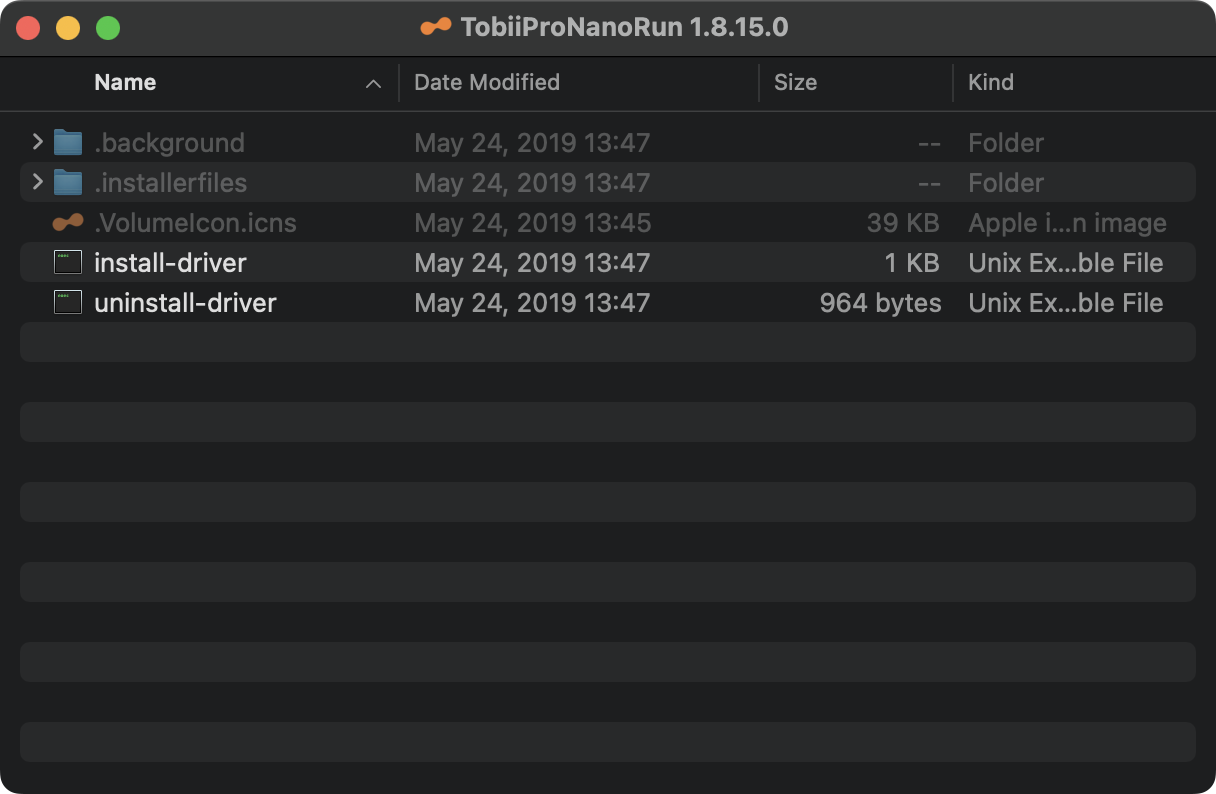 TobiiProNanoRun 1.8.15.0
Name Date Modified Size Kind
.background May 24, 2019 13:47 -- Folder
.installerfiles May 24, 2019 13:47 -- Folder
.VolumeIcon.icns May 24, 2019 13:45 39 KB Apple i...n image
install-driver May 24, 2019 13:47 1 KB Unix Ex...ble File
uninstall-driver May 24, 2019 13:47 964 bytes Unix Ex...ble File